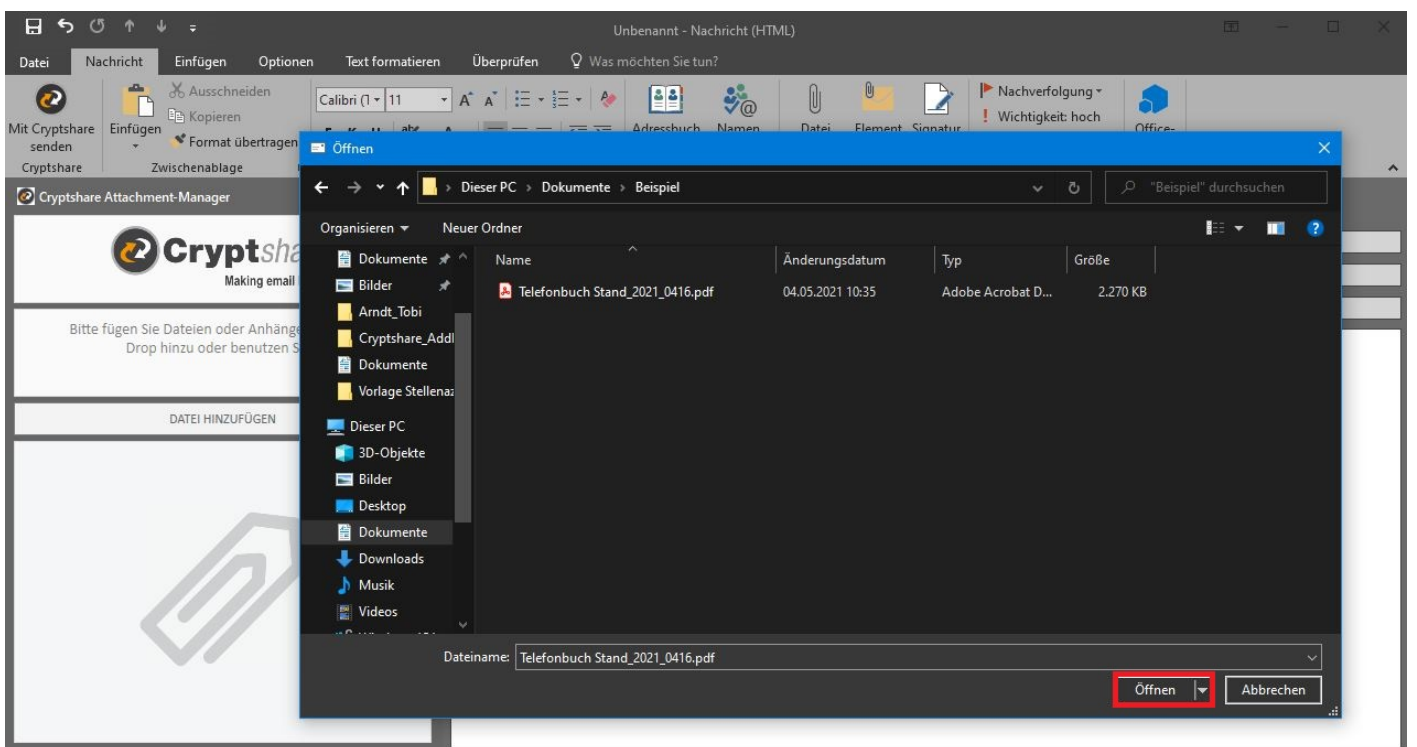 Unbenannt - Nachricht (HTML)
Datei Nachricht Einfügen Optionen Text formatieren Überprüfen Was möchten Sie tun?
Mit Cryptshare senden
Cryptshare
Einfügen
Ausschneiden
Kopieren
Format übertragen
Zwischenablage
Calibri (T 11
Adressbuch Namen
Datei Element Signatur
Nachverfolgung
Wichtigkeit: hoch
Office-
Cryptshare Attachment-Manager
Cryptsha
Making email
Bitte fügen Sie Dateien oder Anhänge
Drop hinzu oder benutzen S
DATEI HINZUFÜGEN
Öffnen
Dieser PC › Dokumente › Beispiel
"Beispiel" durchsuchen
Organisieren Neuer Ordner
Dokumente
Bilder
Arndt_Tobi
Cryptshare_Addl
Dokumente
Vorlage Stellenaz
Dieser PC
3D-Objekte
Bilder
Desktop
Dokumente
Downloads
Musik
Videos
Name Änderungsdatum Typ Größe
Telefonbuch Stand_2021_0416.pdf 04.05.2021 10:35 Adobe Acrobat D... 2.270 KB
Dateiname: Telefonbuch Stand_2021_0416.pdf
Öffnen Abbrechen